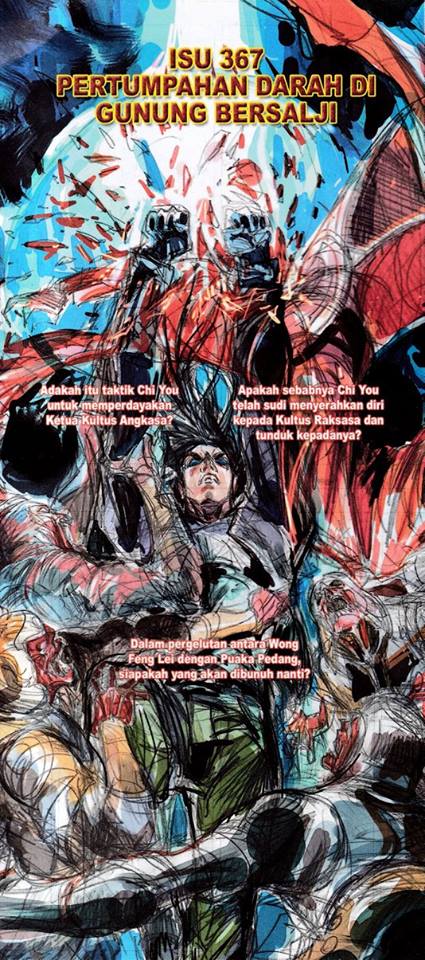 ISU 367
PERTUMPAHAN DARAH DI
GUNUNG BERSALJI
Adakah itu taktik Chi You
untuk memperdayakan
Ketua Kultus Angkasa?
Apakah sebabnya Chi You
telah sudi menyerahkan diri
kepada Kultus Raksasa dan
tunduk kepadanya?
Dalam pergelutan antara Wong
Feng Lei dengan Puaka Pedang,
siapakah yang akan dibunuh nanti?